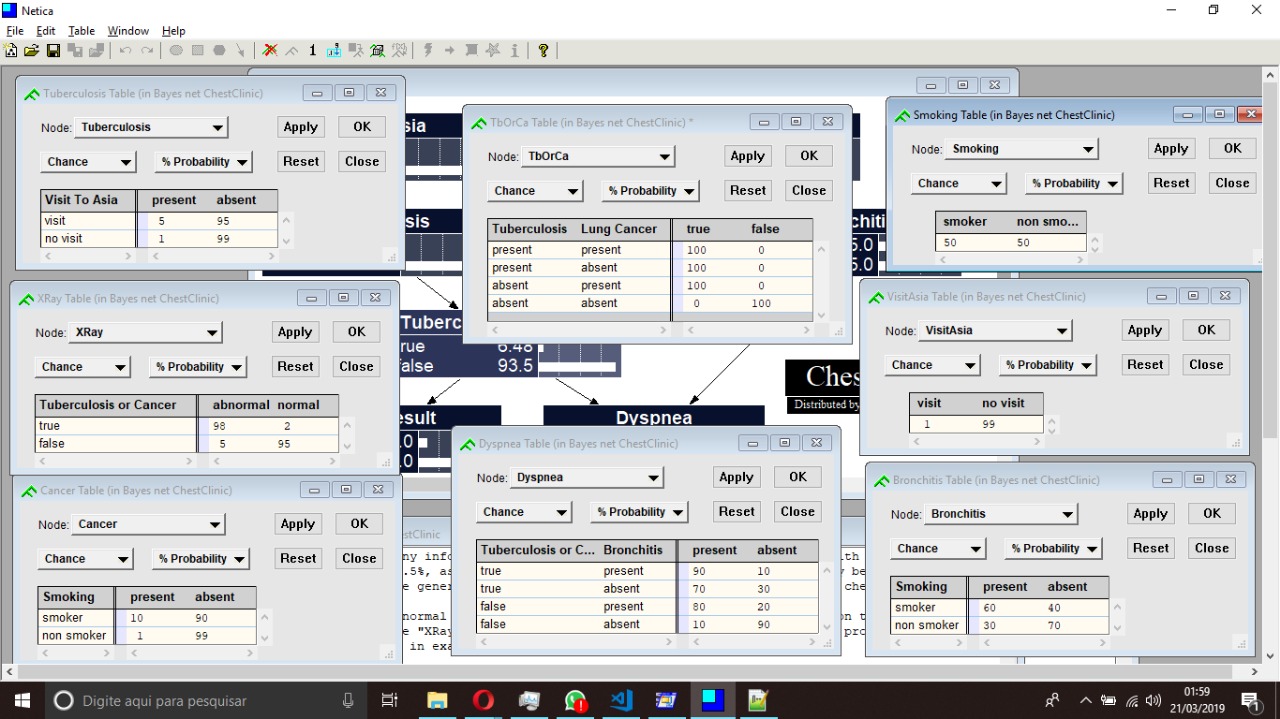 Netica
File Edit Table Window Help
Tuberculosis Table (in Bayes net ChestClinic)
Node: Tuberculosis Apply OK
Chance % Probability Reset Close
Visit To Asia present absent
visit 5 95
no visit 1 99
TbOrCa Table (in Bayes net ChestClinic) *
Node: TbOrCa Apply OK
Chance % Probability Reset Close
Tuberculosis Lung Cancer true false
present present 100 0
present absent 100 0
absent present 100 0
absent absent 0 100
Smoking Table (in Bayes net ChestClinic)
Node: Smoking Apply OK
Chance % Probability Reset Close
smoker non smo...
50 50
XRay Table (in Bayes net ChestClinic)
Node: XRay Apply OK
Chance % Probability Reset Close
Tuberculosis or Cancer abnormal normal
true 98 2
false 5 95
Tuberc
true 6.48
false 93.5
Dyspnea
Ches
Distributed by
VisitAsia Table (in Bayes net ChestClinic)
Node: VisitAsia Apply OK
Chance % Probability Reset Close
visit no visit
1 99
Cancer Table (in Bayes net ChestClinic)
Node: Cancer Apply OK
Chance % Probability Reset Close
Smoking present absent
smoker 10 90
non smoker 1 99
Dyspnea Table (in Bayes net ChestClinic)
Node: Dyspnea Apply OK
Chance % Probability Reset Close
Tuberculosis or C... Bronchitis present absent
true present 90 10
true absent 70 30
false present 80 20
false absent 10 90
Bronchitis Table (in Bayes net ChestClinic)
Node: Bronchitis Apply OK
Chance % Probability Reset Close
Smoking present absent
smoker 60 40
non smoker 30 70
Digite aqui para pesquisar
01:59
21/03/2019